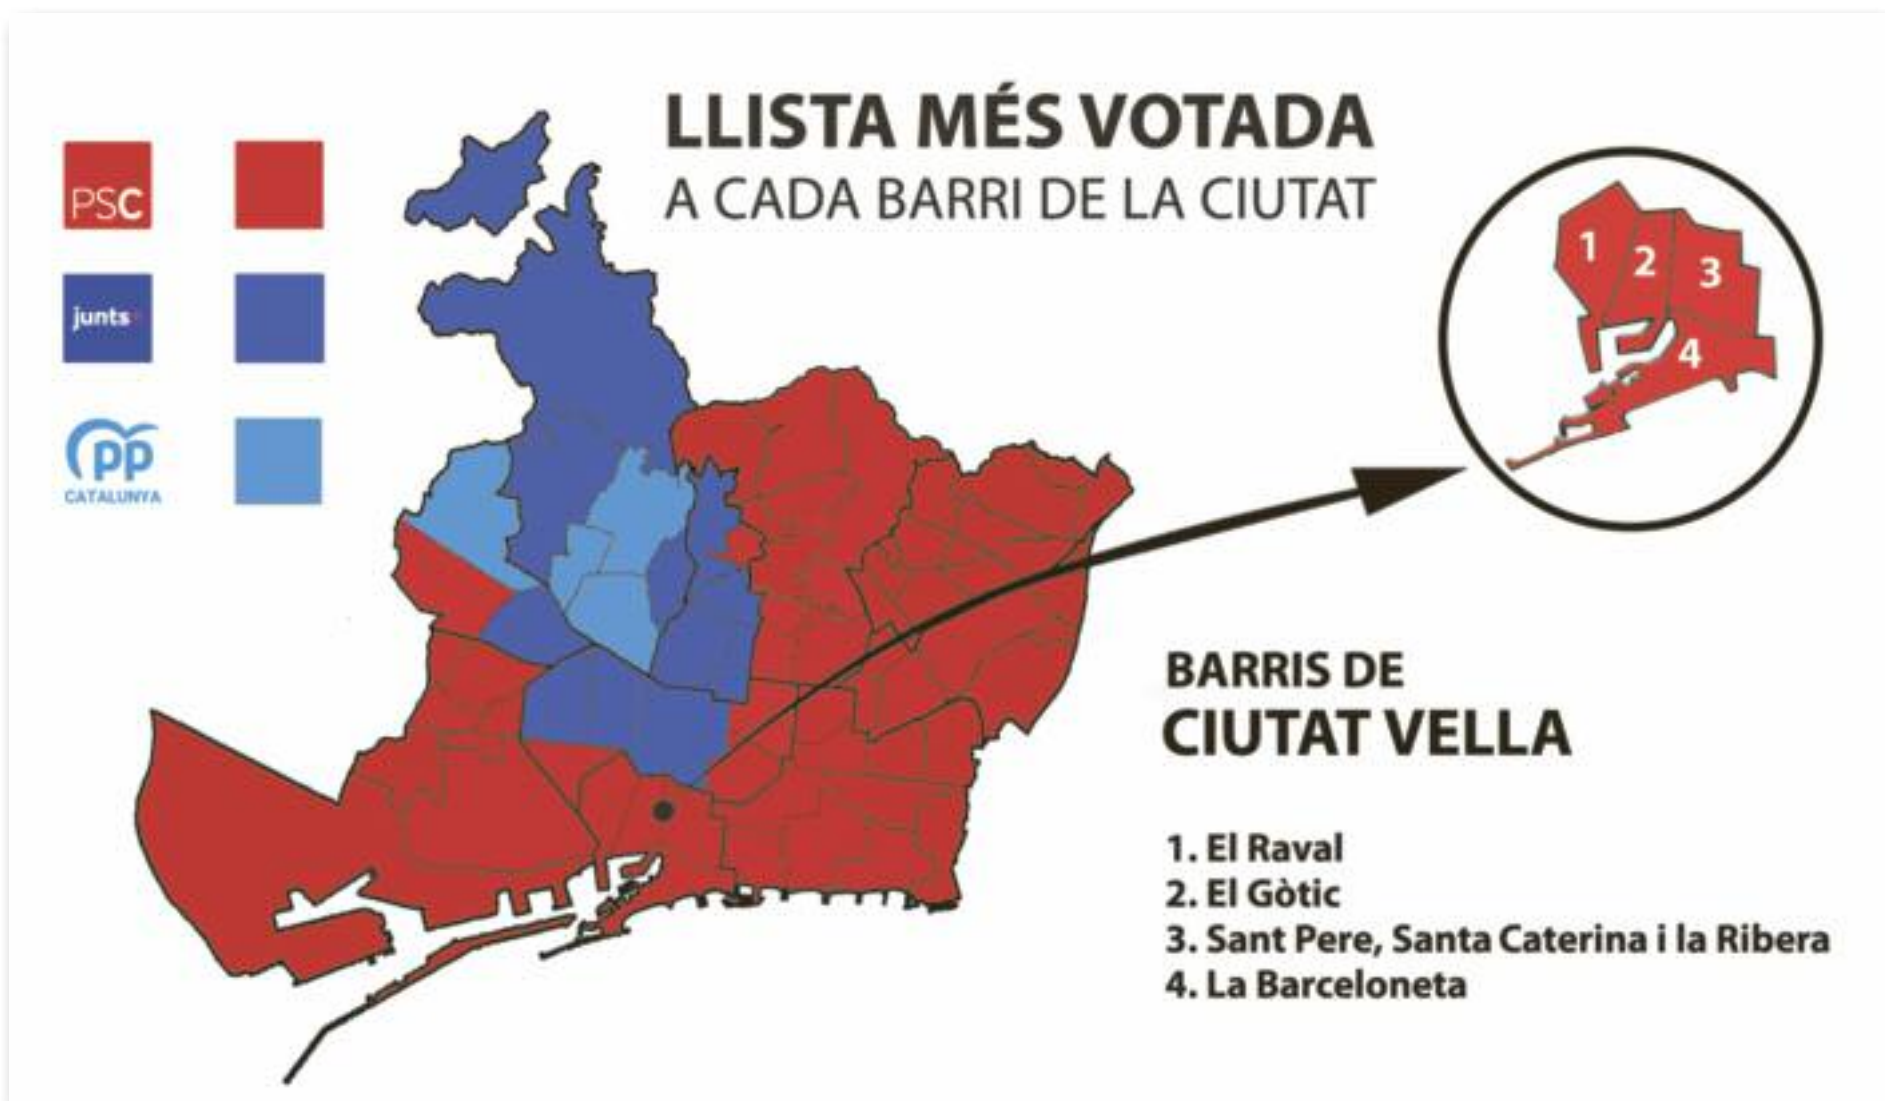 LLISTA MÉS VOTADA
A CADA BARRI DE LA CIUTAT
PSC
junts
pp
CATALUNYA
1
2
3
4
BARRIS DE
CIUTAT VELLA
1. El Raval
2. El Gòtic
3. Sant Pere, Santa Caterina i la Ribera
4. La Barceloneta